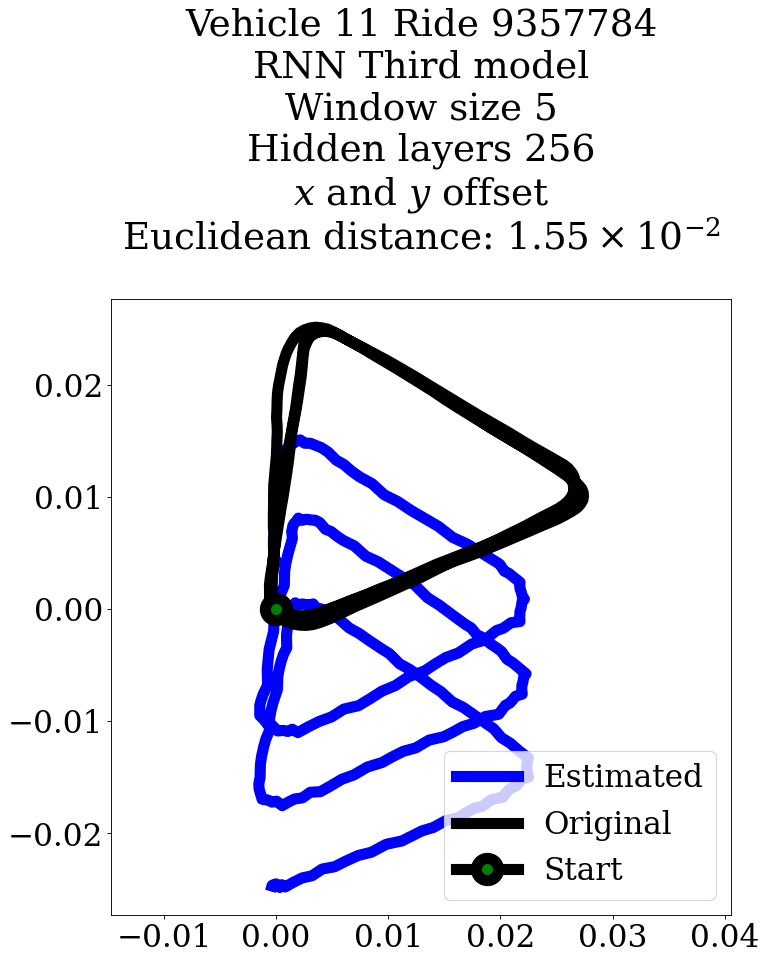 Vehicle 11 Ride 9357784
RNN Third model
Window size 5
Hidden layers 256
x and y offset
Euclidean distance: 1.55 × 10⁻²
0.02
0.01
0.00
−0.01
−0.02
Estimated
Original
Start
−0.01 0.00 0.01 0.02 0.03 0.04